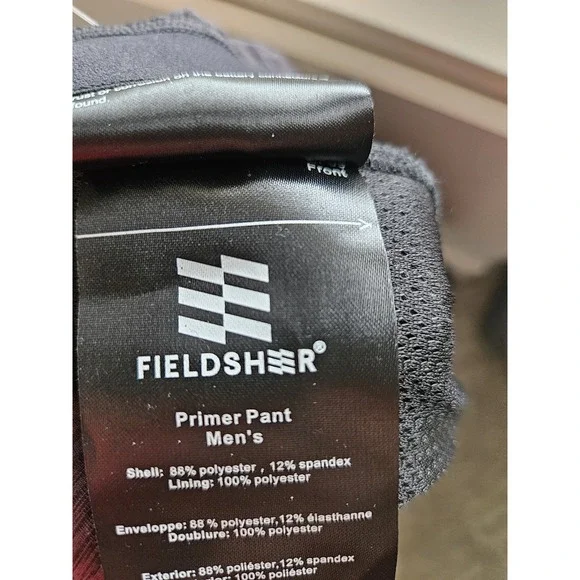 Front
FIELDSHEER®
Primer Pant
Men's
Shell: 88% polyester , 12% spandex
Lining: 100% polyester
Enveloppe: 88% polyester,12% élasthanne
Doublure: 100% polyester
Exterior: 88% poliéster,12% spandex
100% poliéster